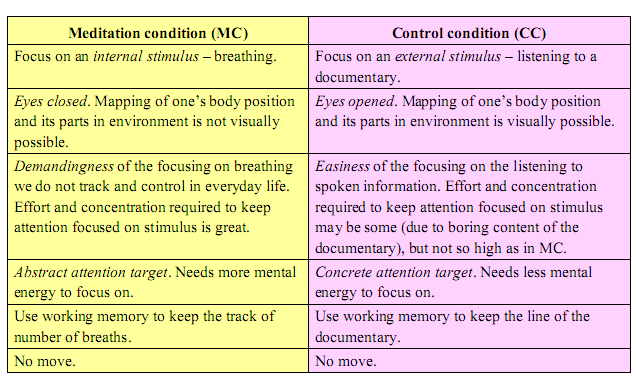 Meditation condition (MC)
Control condition (CC)
Focus on an internal stimulus – breathing.
Focus on an external stimulus – listening to a
documentary.
Eyes closed. Mapping of one’s body position
and its parts in environment is not visually
possible.
Eyes opened. Mapping of one’s body position
and its parts in environment is visually possible.
Demandingness of the focusing on breathing
we do not track and control in everyday life.
Effort and concentration required to keep
attention focused on stimulus is great.
Easiness of the focusing on the listening to
spoken information. Effort and concentration
required to keep attention focused on stimulus
may be some (due to boring content of the
documentary), but not so high as in MC.
Abstract attention target. Needs more mental
energy to focus on.
Concrete attention target. Needs less mental
energy to focus on.
Use working memory to keep the track of
number of breaths.
Use working memory to keep the line of the
documentary.
No move.
No move.